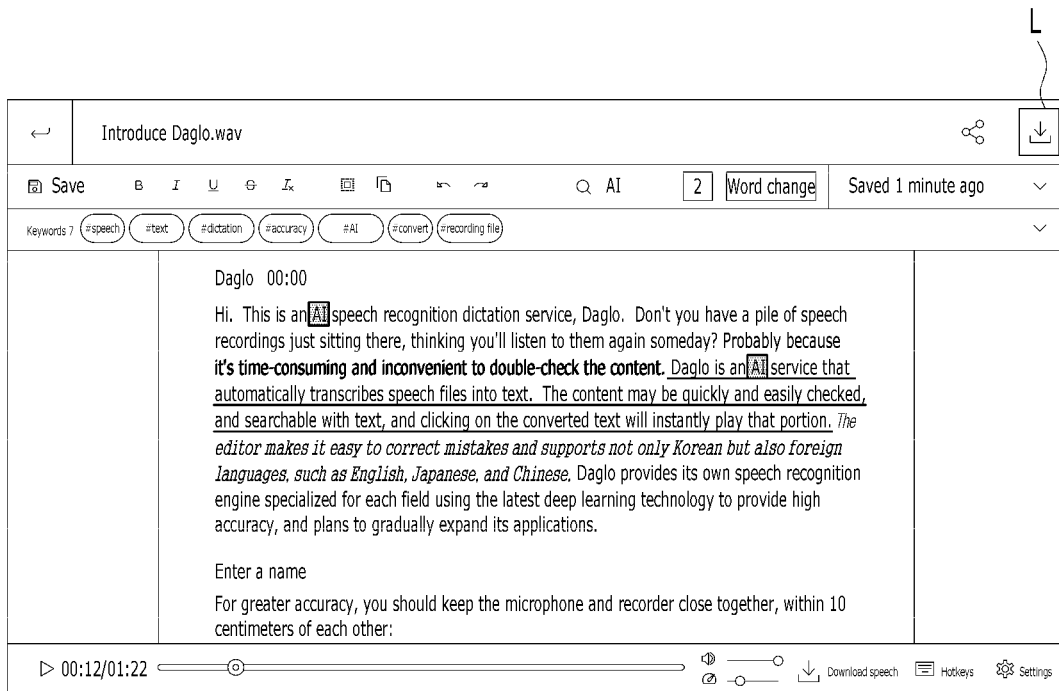 L
Introduce Daglo.wav
Save B I U S Ix AI 2 Word change Saved 1 minute ago
Keywords 7 #speech #text #dictation #accuracy #AI #convert #recording file
Daglo 00:00
Hi. This is an AI speech recognition dictation service, Daglo. Don't you have a pile of speech
recordings just sitting there, thinking you'll listen to them again someday? Probably because
it's time-consuming and inconvenient to double-check the content. Daglo is an AI service that
automatically transcribes speech files into text. The content may be quickly and easily checked,
and searchable with text, and clicking on the converted text will instantly play that portion. The
editor makes it easy to correct mistakes and supports not only Korean but also foreign
languages, such as English, Japanese, and Chinese. Daglo provides its own speech recognition
engine specialized for each field using the latest deep learning technology to provide high
accuracy, and plans to gradually expand its applications.
Enter a name
For greater accuracy, you should keep the microphone and recorder close together, within 10
centimeters of each other:
00:12/01:22 Download speech Hotkeys Settings